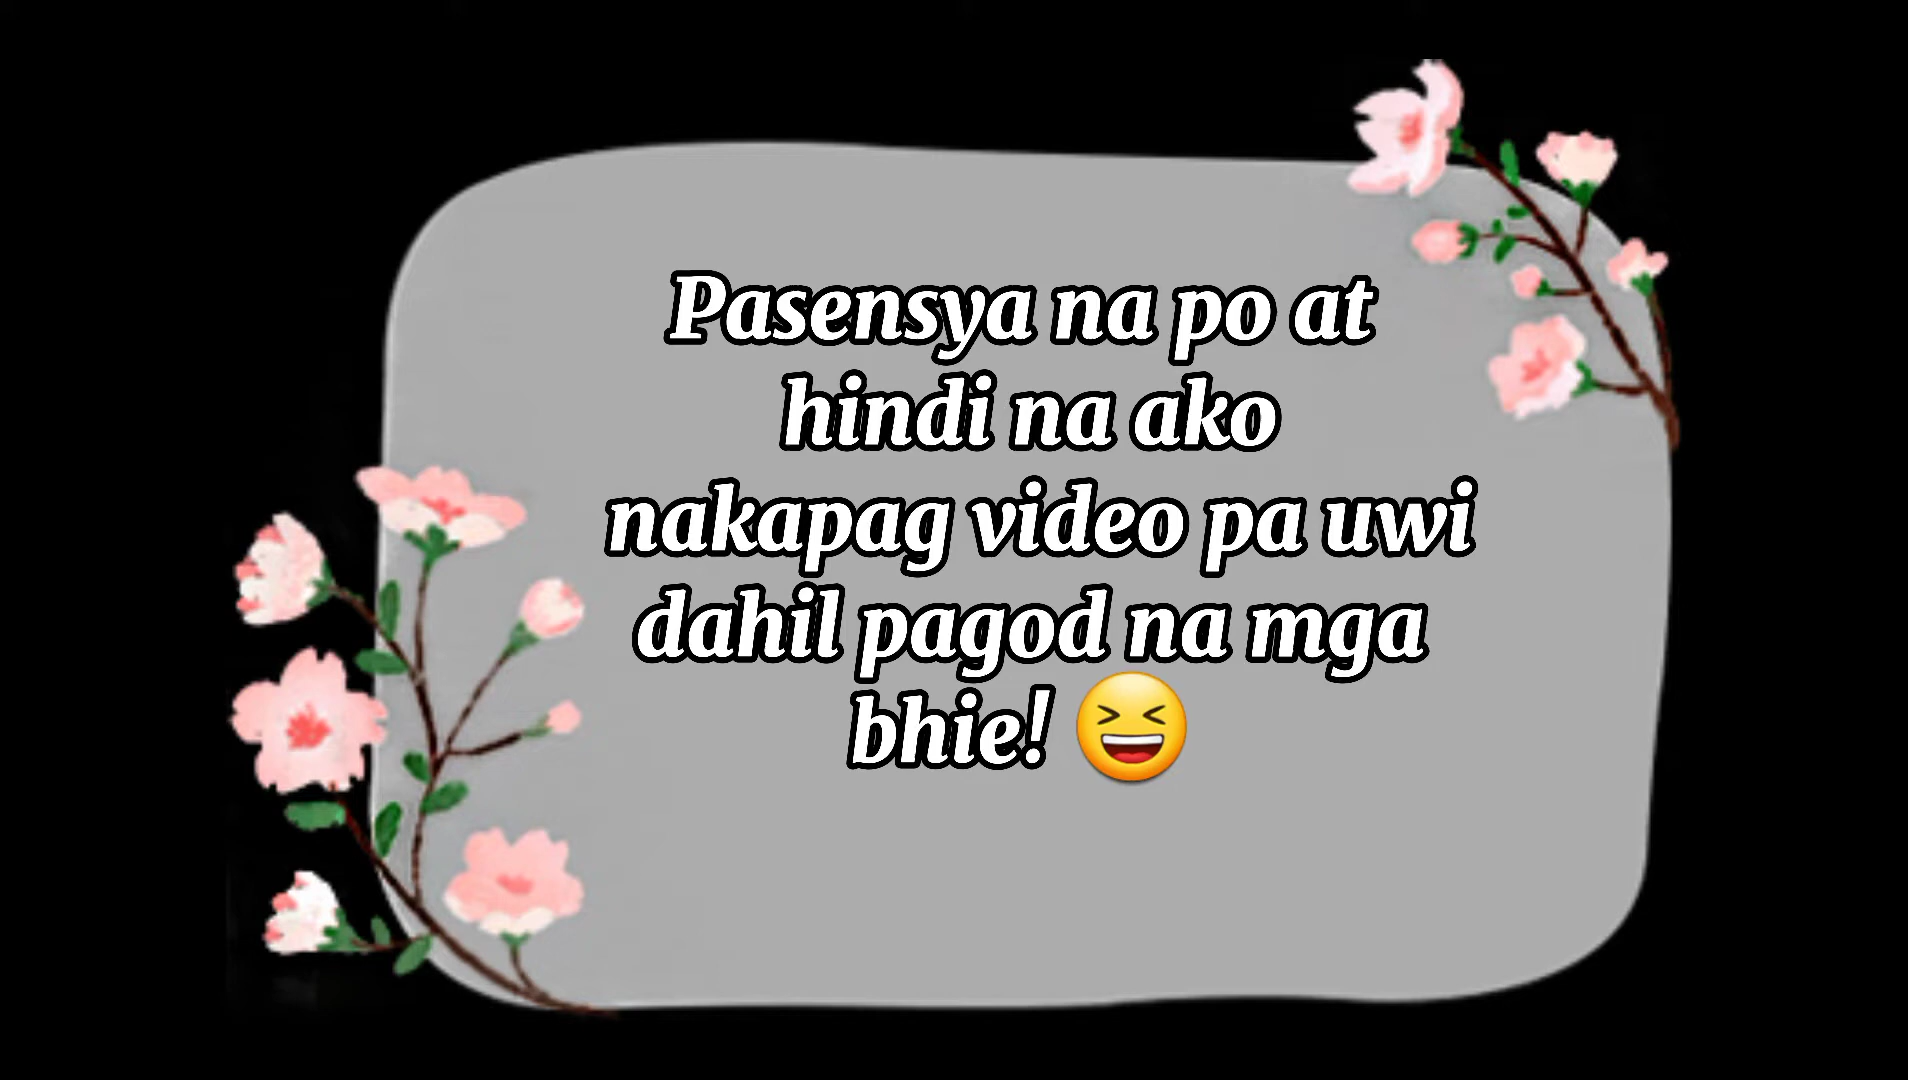 Pasensya na po at
hindi na ako
nakapag video pa uwi
dahil pagod na mga
bhie! 😆